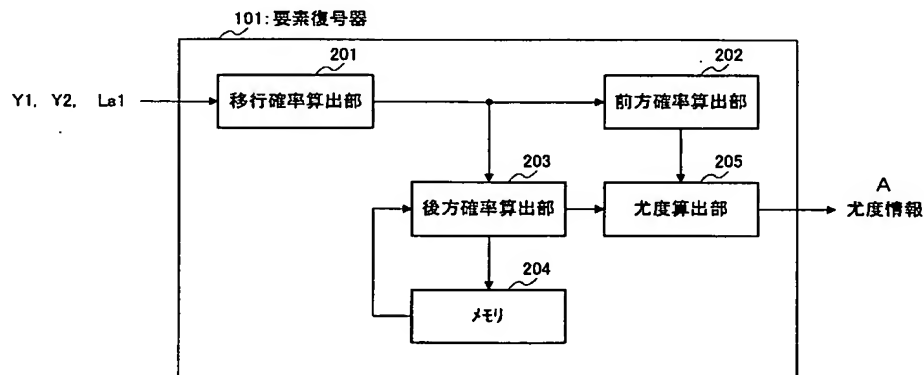 101:要素復号器
201
移行確率算出部
202
前方確率算出部
Y1, Y2, Le1
203
後方確率算出部
205
尤度算出部
A
尤度情報
204
メモリ